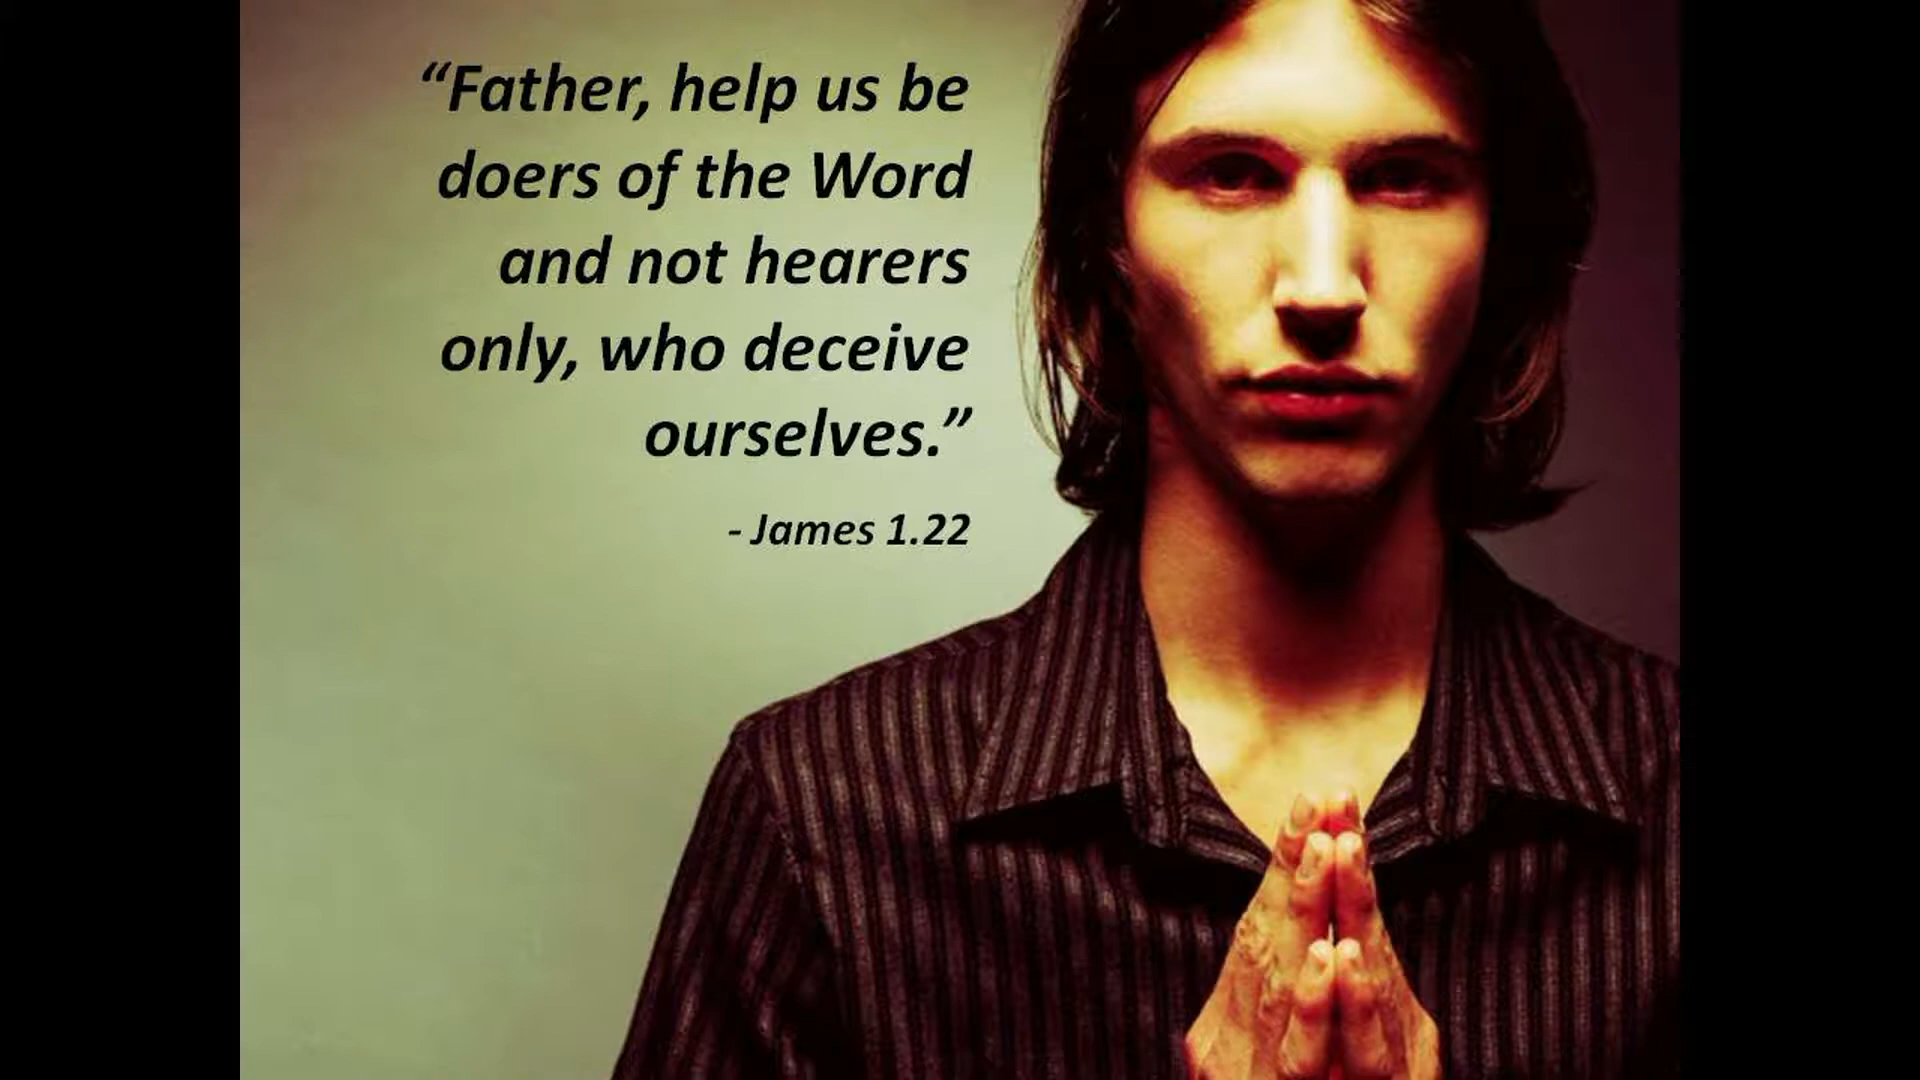 “Father, help us be
doers of the Word
and not hearers
only, who deceive
ourselves.”
- James 1.22